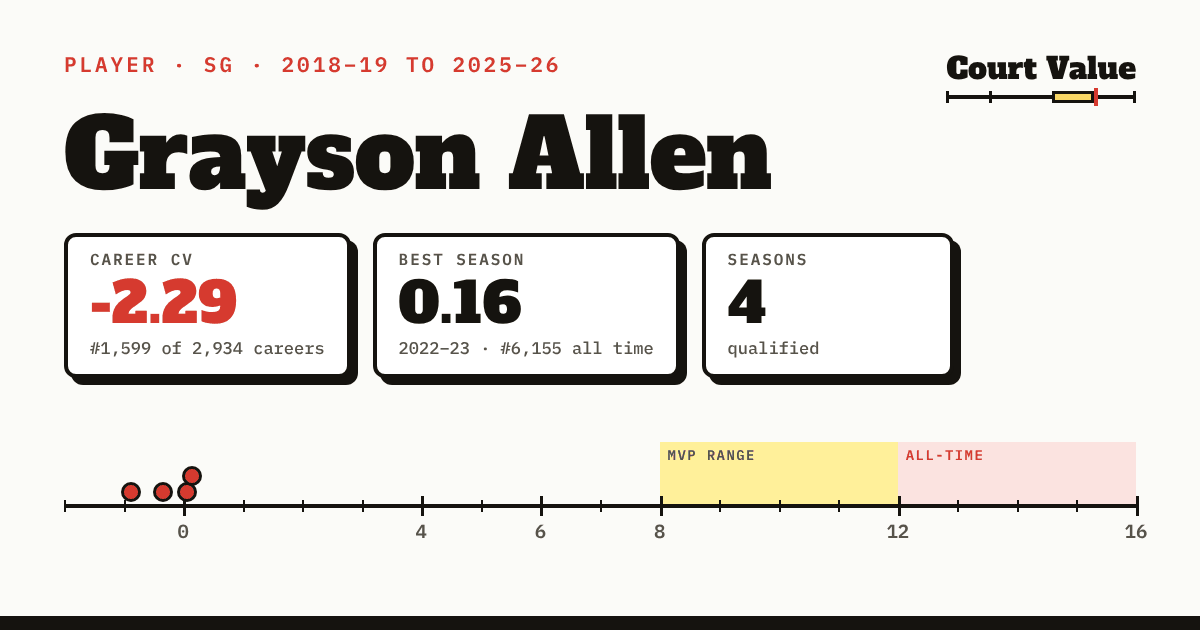 PLAYER · SG · 2018–19 TO 2025–26
Court Value
Grayson Allen
CAREER CV
-2.29
#1,599 of 2,934 careers
BEST SEASON
0.16
2022–23 · #6,155 all time
SEASONS
4
qualified
MVP RANGE
ALL-TIME
0 4 6 8 12 16